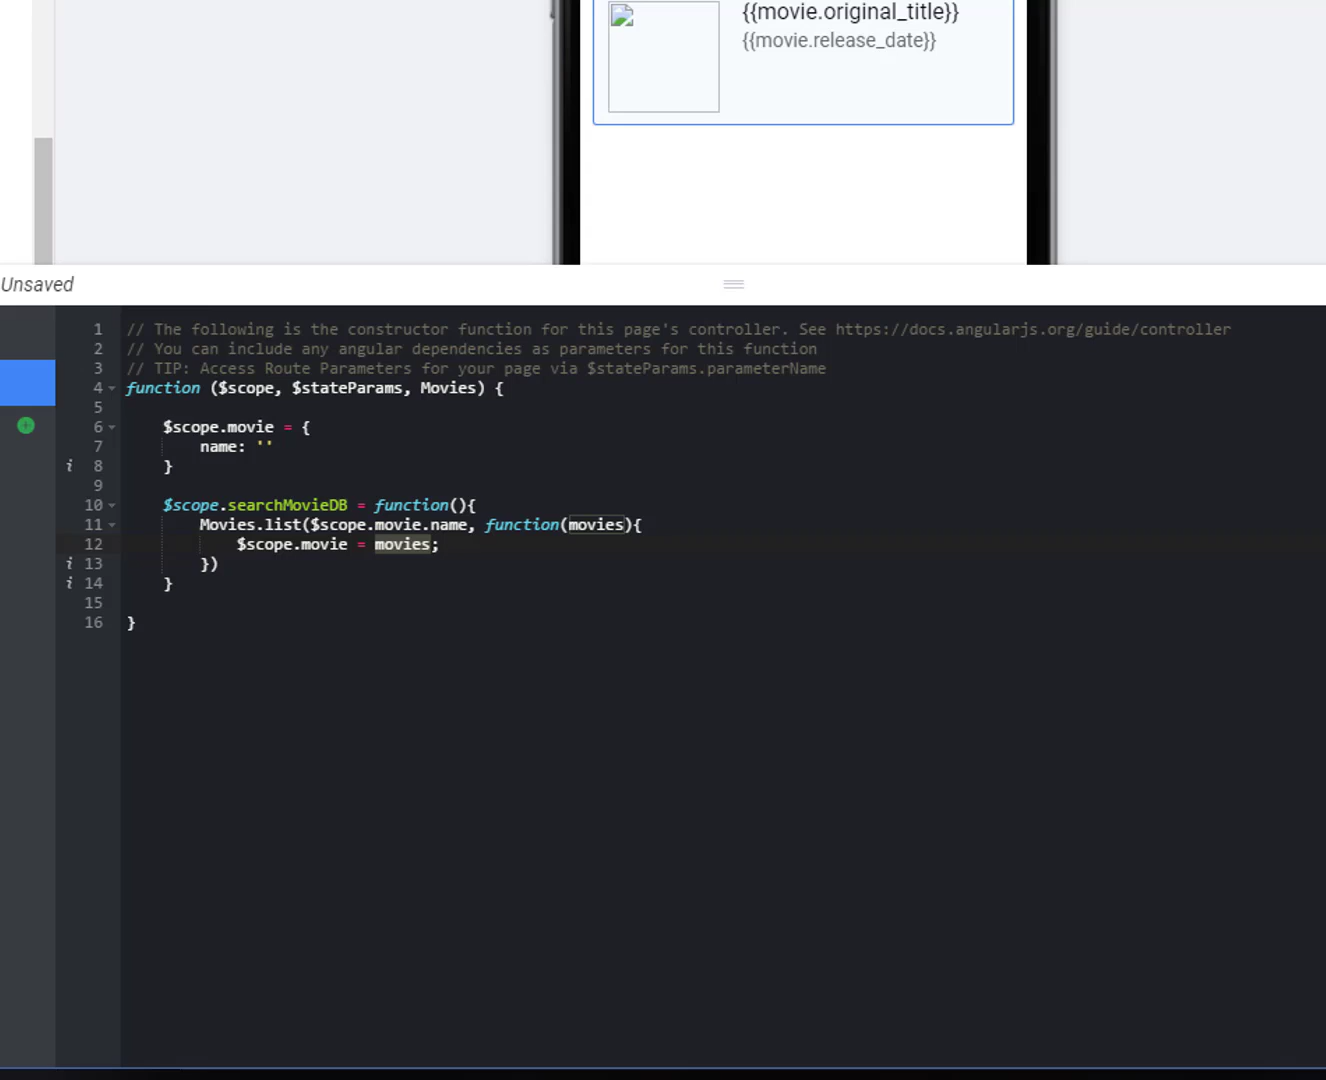 {{movie.original_title}}
{{movie.release_date}}
Unsaved
1 // The following is the constructor function for this page's controller. See https://docs.angularjs.org/guide/controller
2 // You can include any angular dependencies as parameters for this function
3 // TIP: Access Route Parameters for your page via $stateParams.parameterName
4 function ($scope, $stateParams, Movies) {
5
6     $scope.movie = {
7         name: ''
i 8     }
9
10     $scope.searchMovieDB = function(){
11         Movies.list($scope.movie.name, function(movies){
12             $scope.movie = movies;
i 13         })
i 14     }
15
16 }